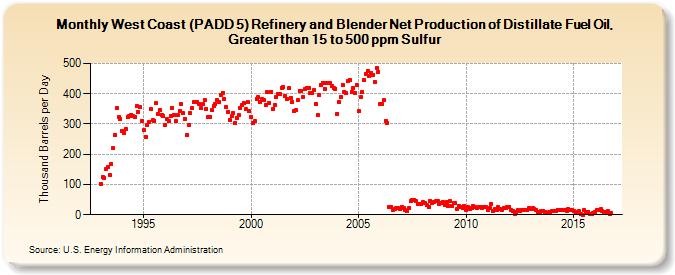 Monthly West Coast (PADD 5) Refinery and Blender Net Production of Distillate Fuel Oil,
Greater than 15 to 500 ppm Sulfur
Thousand Barrels per Day
500
400
300
200
100
0
1995
2000
2005
2010
2015
Source: U.S. Energy Information Administration